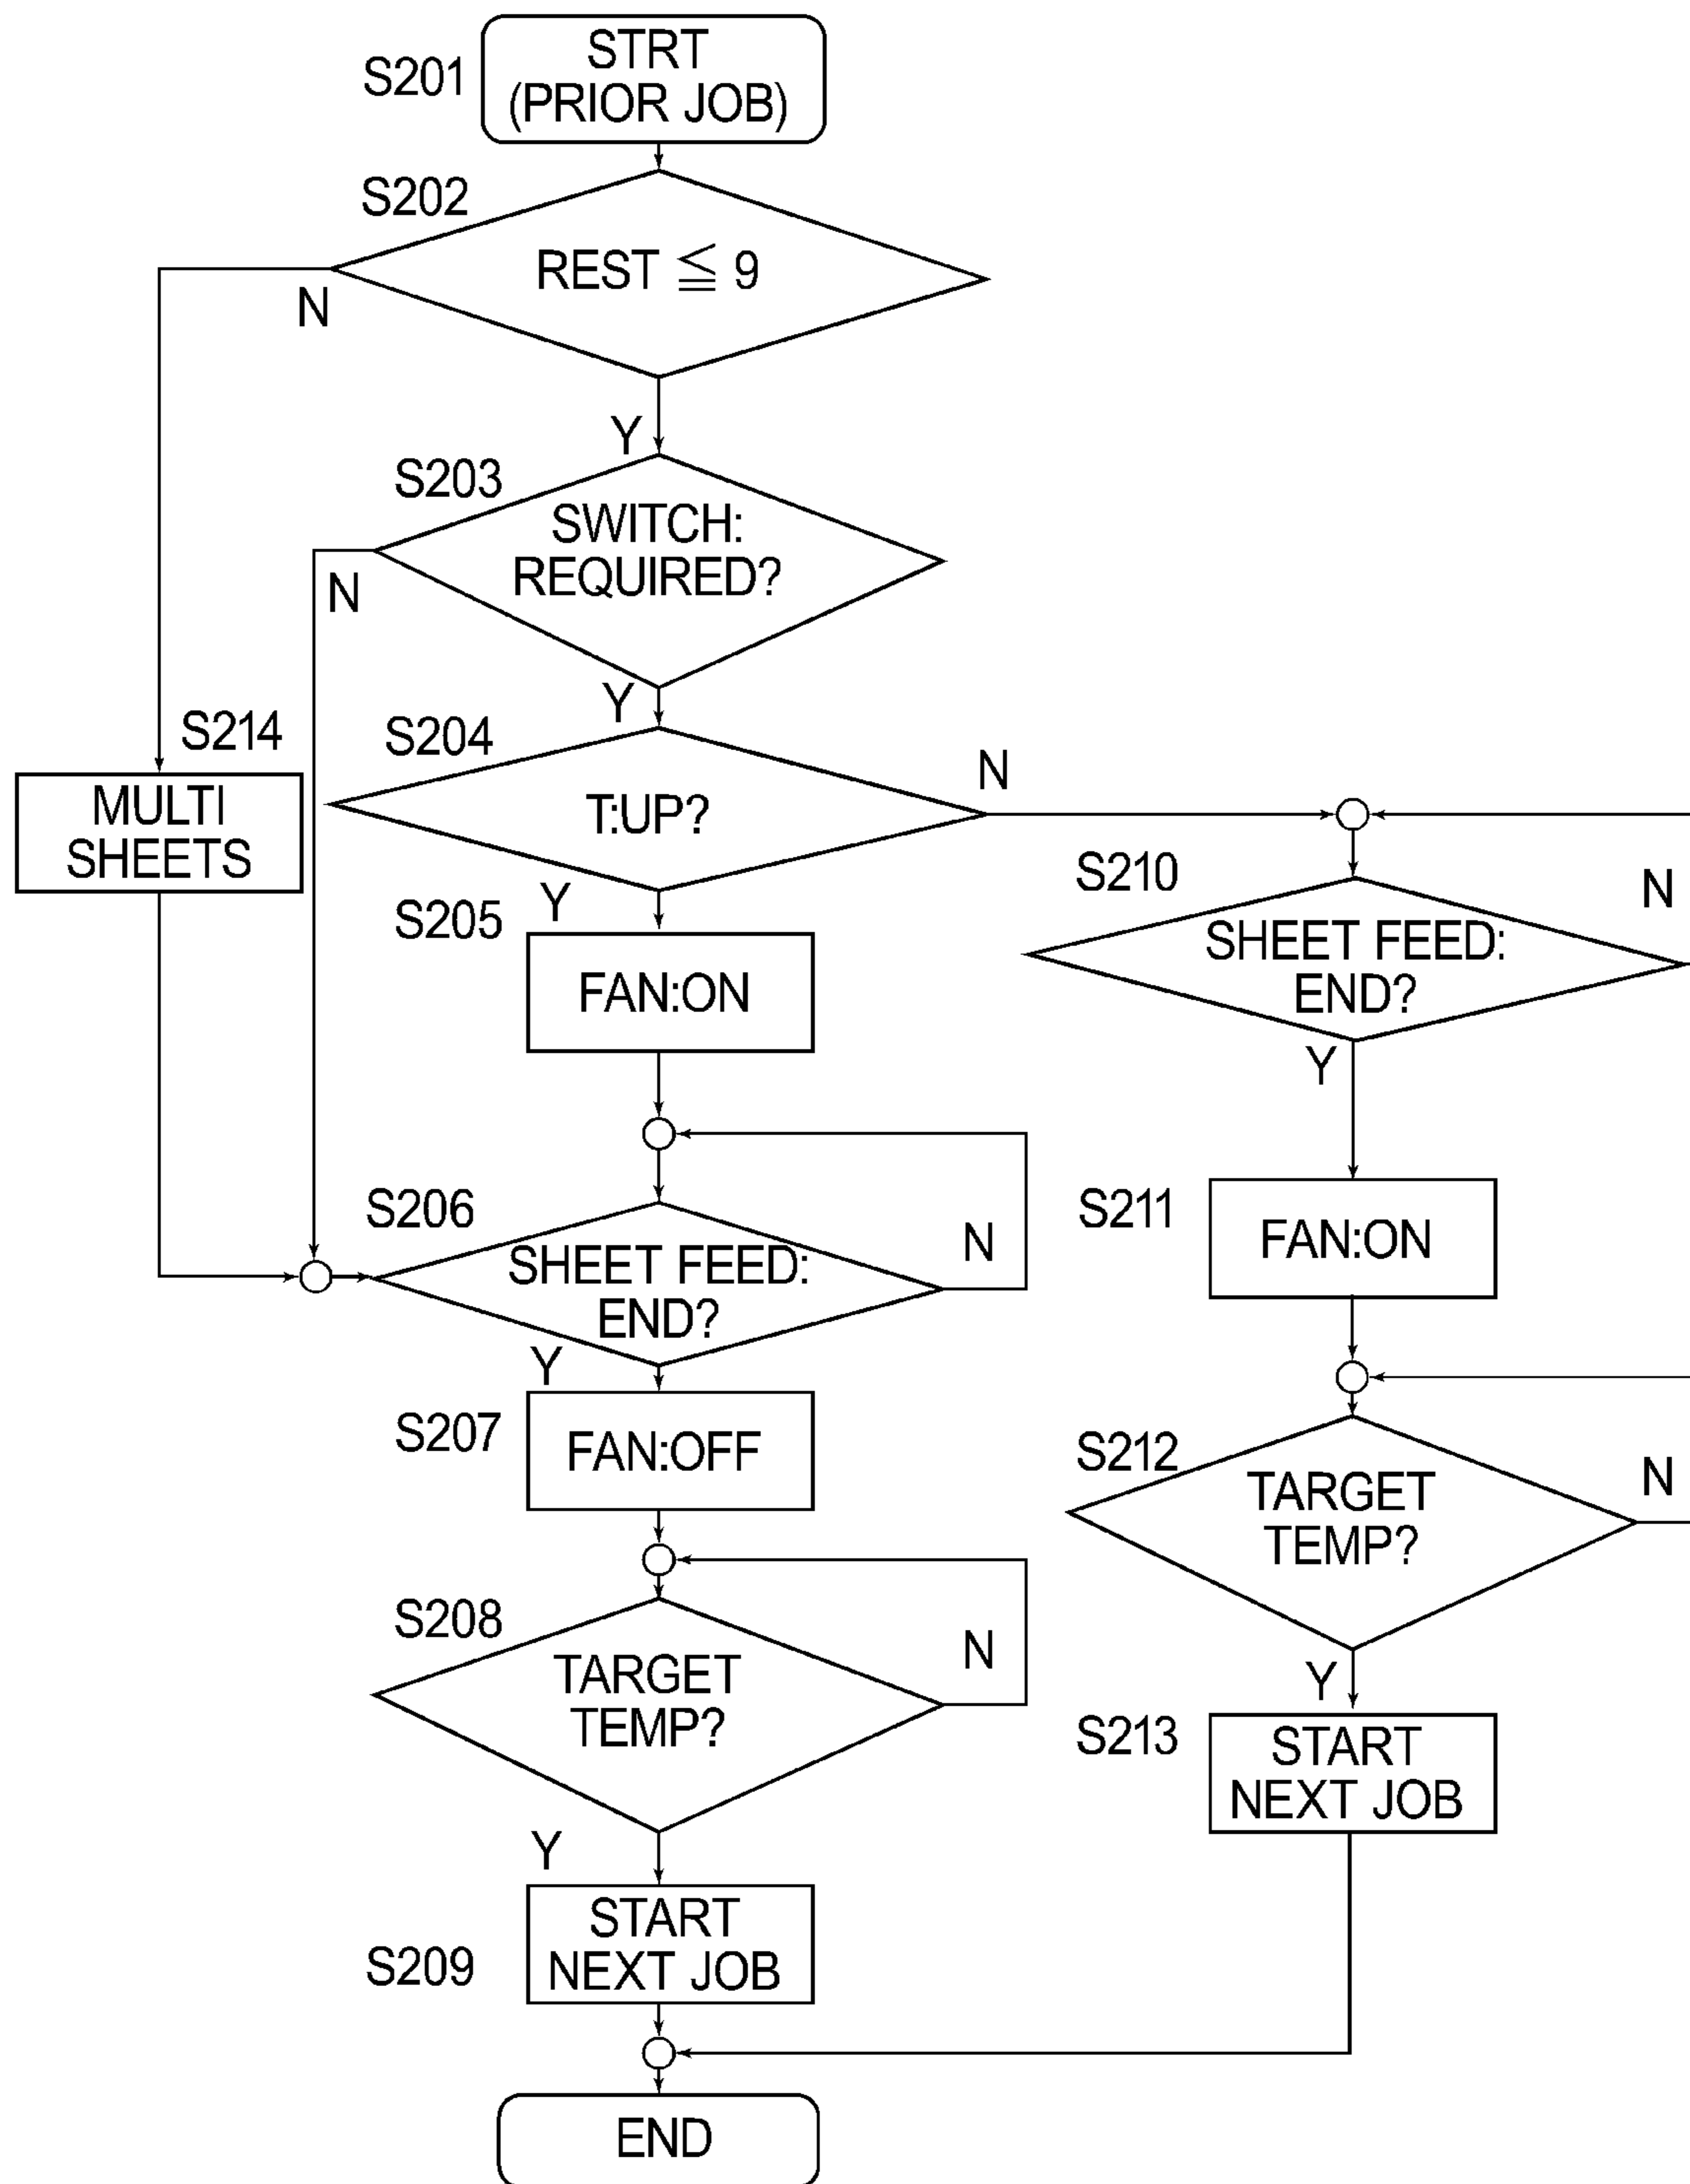 S201
STRT
(PRIOR JOB)
S202
REST ≦ 9
N
Y
S203
SWITCH:
REQUIRED?
N
Y
S214
MULTI
SHEETS
S204
T:UP?
N
Y
S205
FAN:ON
S210
SHEET FEED:
END?
N
Y
S206
SHEET FEED:
END?
N
Y
S211
FAN:ON
S207
FAN:OFF
S212
TARGET
TEMP?
N
Y
S208
TARGET
TEMP?
N
Y
S213
START
NEXT JOB
S209
START
NEXT JOB
END